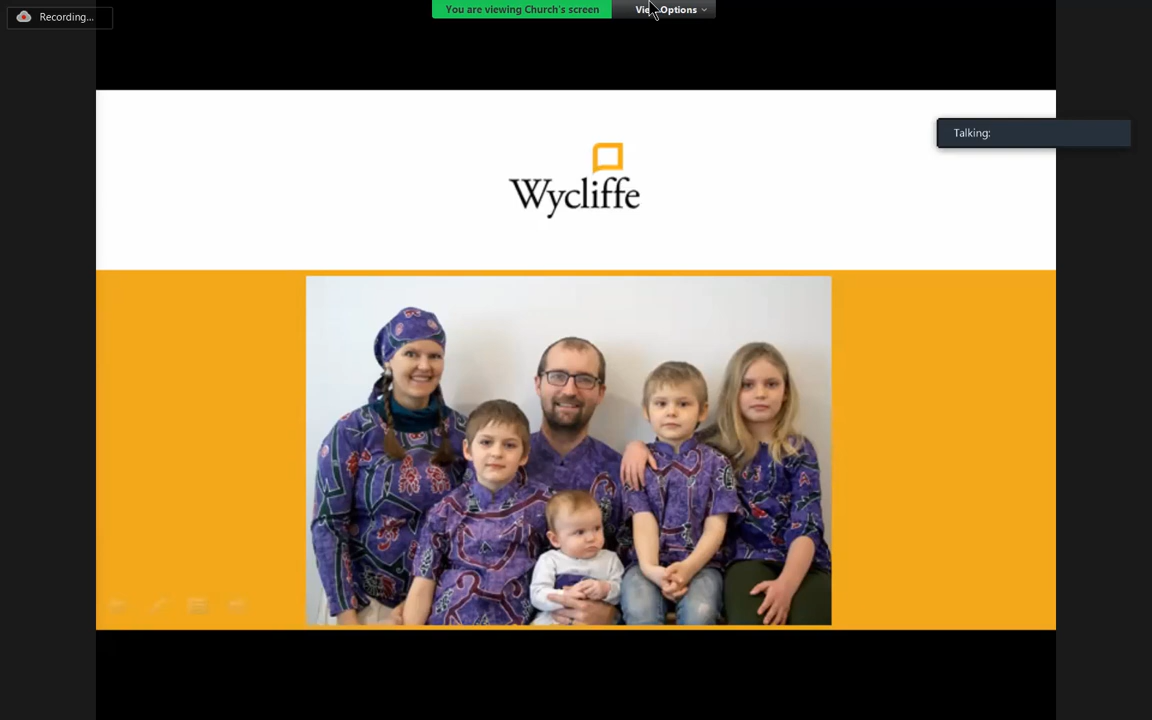 Recording...
You are viewing Church's screen
View Options
Talking:
Wycliffe